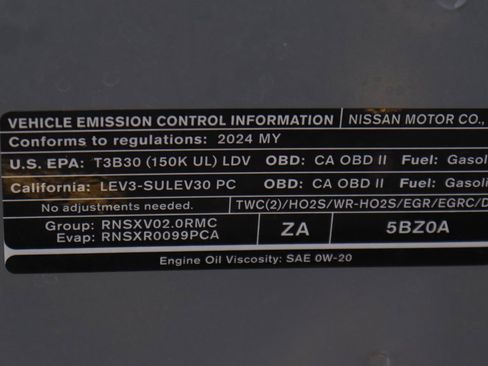 VEHICLE EMISSION CONTROL INFORMATION NISSAN MOTOR CO.,
Conforms to regulations: 2024 MY
U.S. EPA: T3B30 (150K UL) LDV OBD: CA OBD II Fuel: Gasoli
California: LEV3-SULEV30 PC OBD: CA OBD II Fuel: Gasoli
No adjustments needed. TWC(2)/HO2S/WR-HO2S/EGR/EGRC/D
Group: RNSXV02.0RMC
Evap: RNSXR0099PCA
ZA 5BZ0A
Engine Oil Viscosity: SAE 0W-20